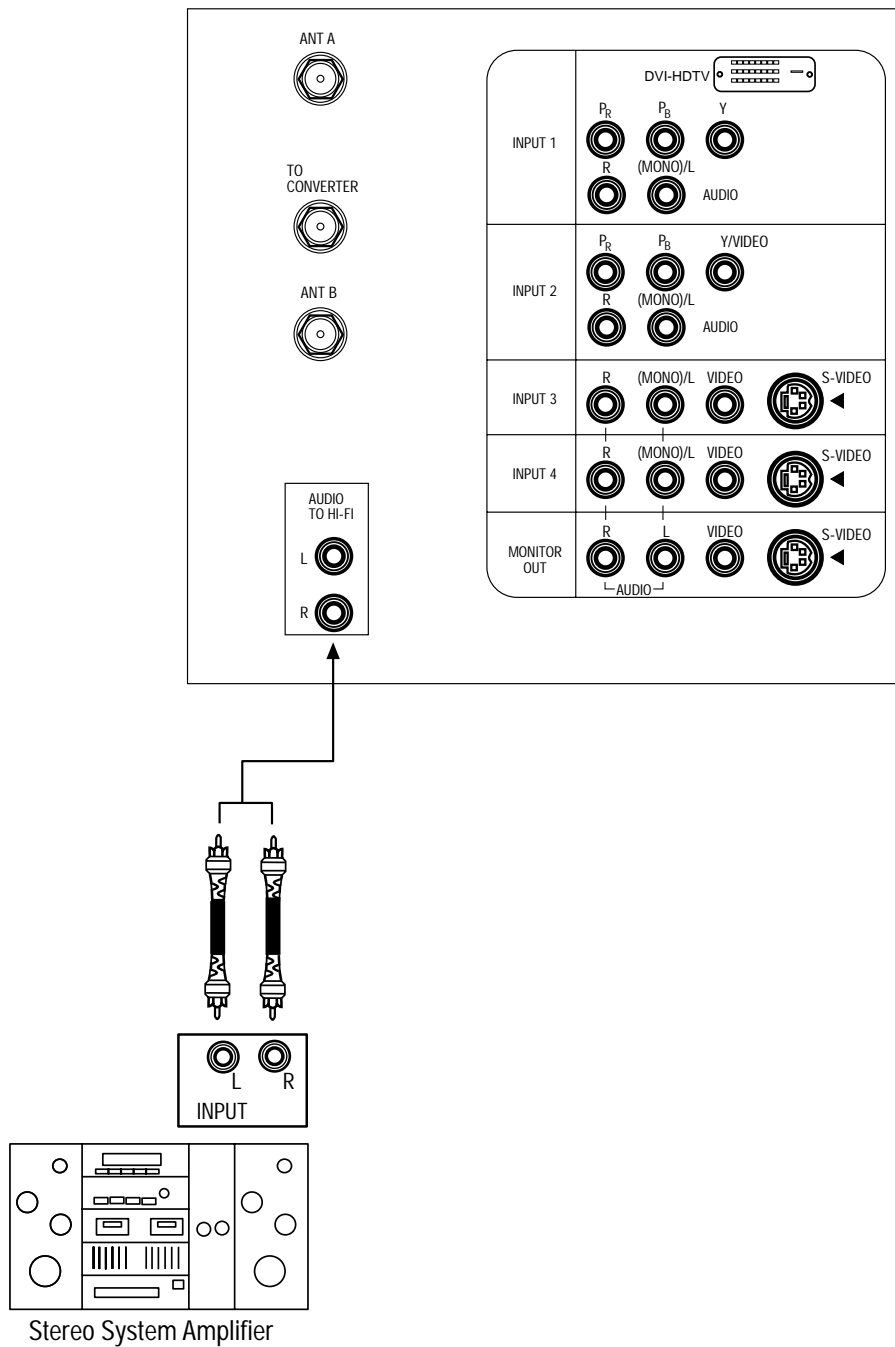 ANT A
TO
CONVERTER
ANT B
AUDIO
TO HI-FI
L
R
DVI-HDTV
INPUT 1
PR PB Y
R (MONO)/L AUDIO
INPUT 2
PR PB Y/VIDEO
R (MONO)/L AUDIO
INPUT 3
R (MONO)/L VIDEO S-VIDEO
INPUT 4
R (MONO)/L VIDEO S-VIDEO
MONITOR
OUT
R L VIDEO S-VIDEO
AUDIO
L R
INPUT
Stereo System Amplifier